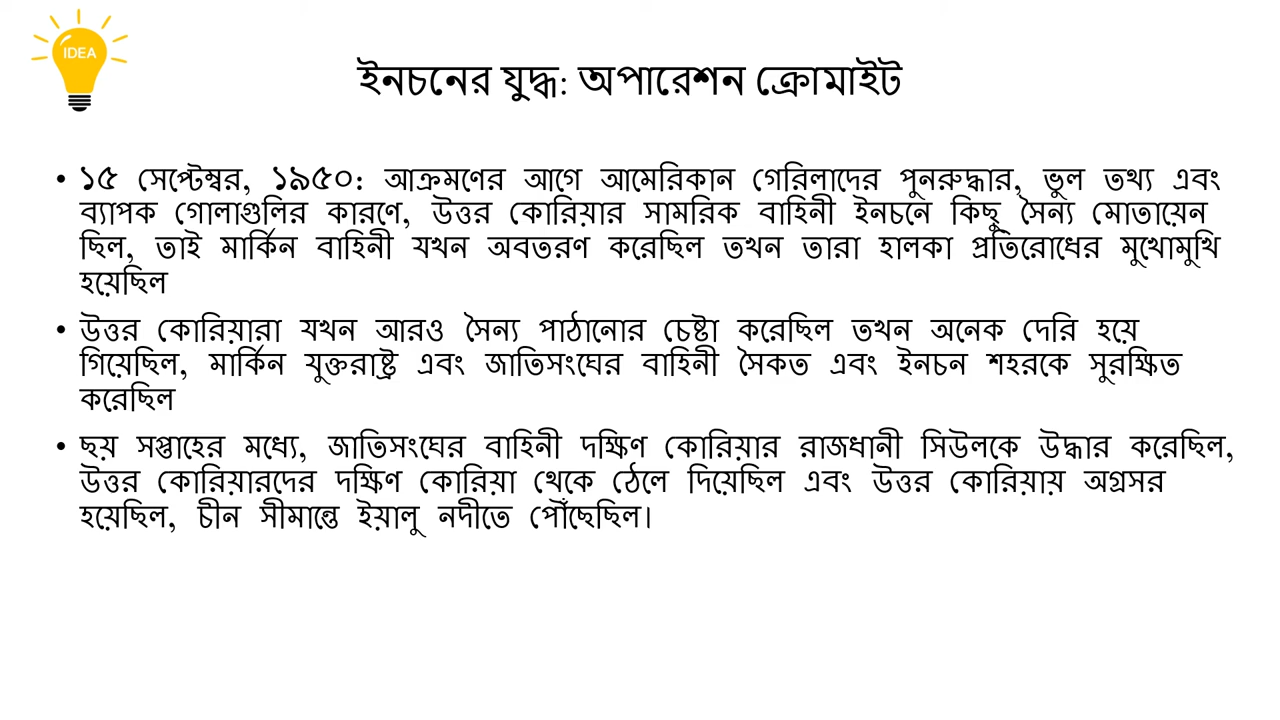 IDEA
ইনচনের যুদ্ধ: অপারেশন ক্রোমাইট
• ১৫ সেপ্টেম্বর, ১৯৫০: আক্রমণের আগে আমেরিকান গেরিলাদের পুনরুদ্ধার, ভুল তথ্য এবং
ব্যাপক গোলাগুলির কারণে, উত্তর কোরিয়ার সামরিক বাহিনী ইনচনে কিছু সৈন্য মোতায়েন
ছিল, তাই মার্কিন বাহিনী যখন অবতরণ করেছিল তখন তারা হালকা প্রতিরোধের মুখোমুখি
হয়েছিল
• উত্তর কোরিয়ারা যখন আরও সৈন্য পাঠানোর চেষ্টা করেছিল তখন অনেক দেরি হয়ে
গিয়েছিল, মার্কিন যুক্তরাষ্ট্র এবং জাতিসংঘের বাহিনী সৈকত এবং ইনচন শহরকে সুরক্ষিত
করেছিল
• ছয় সপ্তাহের মধ্যে, জাতিসংঘের বাহিনী দক্ষিণ কোরিয়ার রাজধানী সিউলকে উদ্ধার করেছিল,
উত্তর কোরিয়ারদের দক্ষিণ কোরিয়া থেকে ঠেলে দিয়েছিল এবং উত্তর কোরিয়ায় অগ্রসর
হয়েছিল, চীন সীমান্তে ইয়ালু নদীতে পৌঁছেছিল।